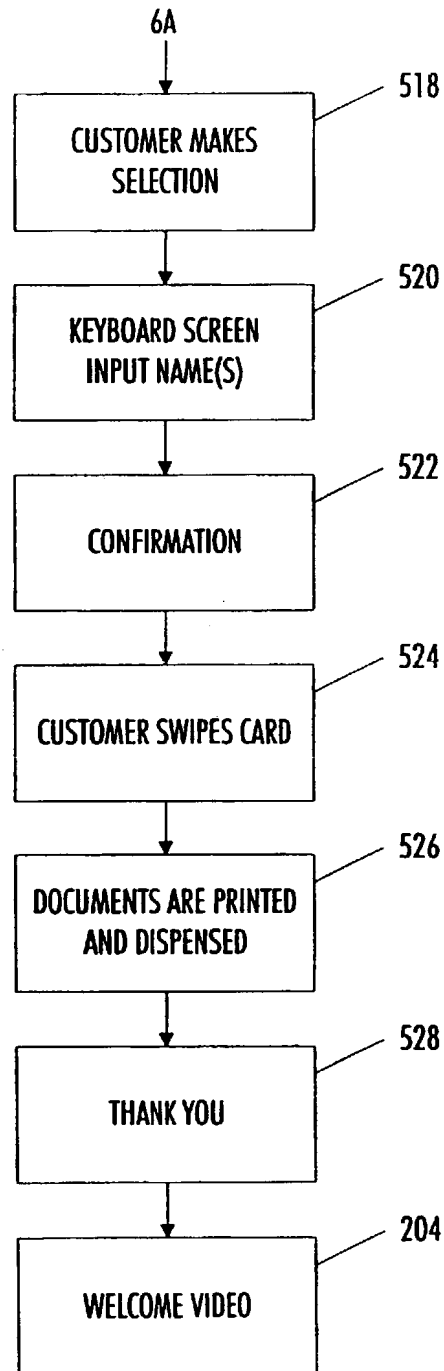 6A
518
CUSTOMER MAKES
SELECTION
520
KEYBOARD SCREEN
INPUT NAME(S)
522
CONFIRMATION
524
CUSTOMER SWIPES CARD
526
DOCUMENTS ARE PRINTED
AND DISPENSED
528
THANK YOU
204
WELCOME VIDEO